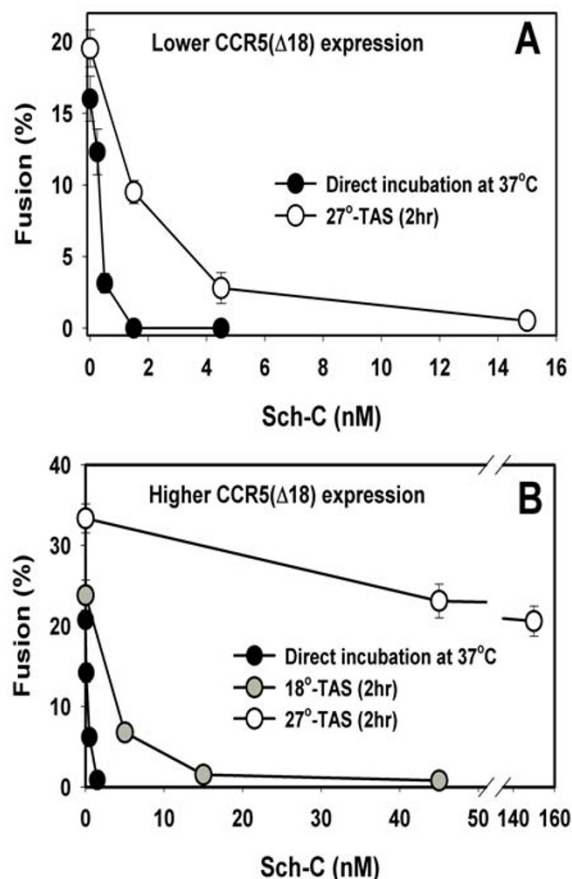 A
Lower CCR5(Δ18) expression
20
15
10
5
0
Fusion (%)
Direct incubation at 37°C
27°-TAS (2hr)
0 2 4 6 8 10 12 14 16
Sch-C (nM)
B
Higher CCR5(Δ18) expression
40
30
20
10
0
Fusion (%)
Direct incubation at 37°C
18°-TAS (2hr)
27°-TAS (2hr)
0 10 20 30 40 50 140 160
Sch-C (nM)